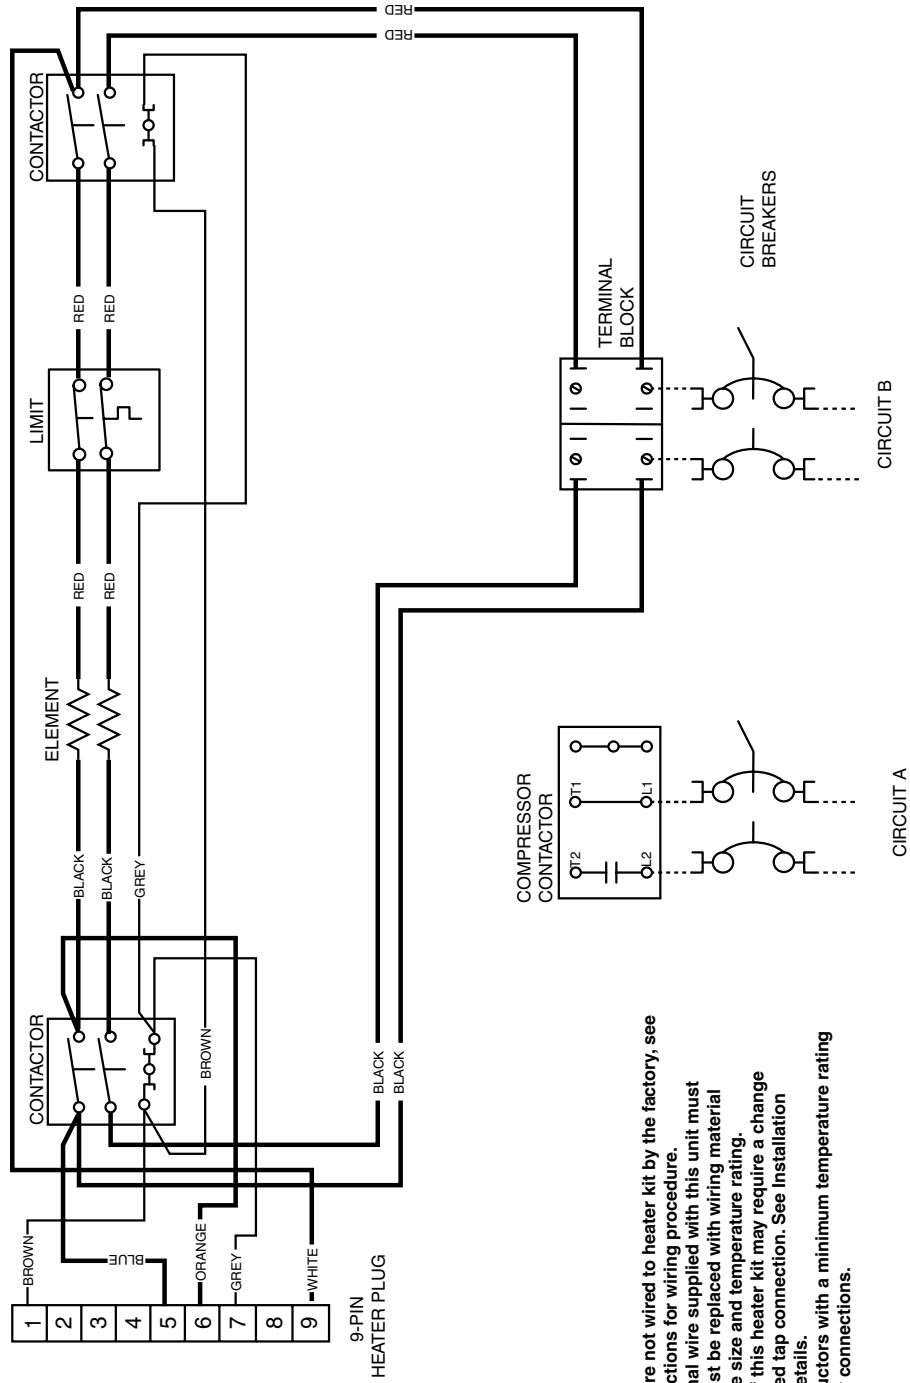 1
2
3
4
5
6
7
8
9
9-PIN
HEATER PLUG
BROWN
BLUE
ORANGE
GREY
WHITE
CONTACTOR
BROWN
BLACK
BLACK
GREY
ELEMENT
RED
RED
LIMIT
RED
RED
CONTACTOR
RED
RED
BLACK
BLACK
COMPRESSOR
CONTACTOR
T2
T1
L2
L1
CIRCUIT A
TERMINAL
BLOCK
CIRCUIT B
CIRCUIT
BREAKERS
re not wired to heater kit by the factory, see
ctions for wiring procedure.
nal wire supplied with this unit must
st be replaced with wiring material
e size and temperature rating.
this heater kit may require a change
ed tap connection. See Installation
etails.
uctors with a minimum temperature rating
connections.